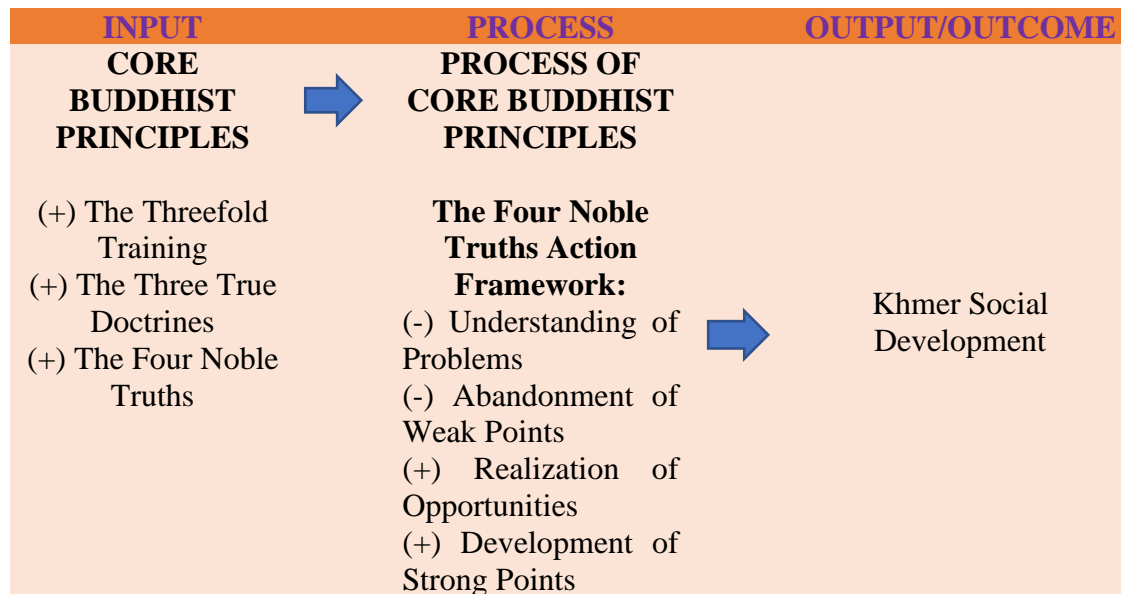 INPUT
PROCESS
OUTPUT/OUTCOME
CORE
BUDDHIST
PRINCIPLES
(+) The Threefold
Training
(+) The Three True
Doctrines
(+) The Four Noble
Truths
PROCESS OF
CORE BUDDHIST
PRINCIPLES
The Four Noble
Truths Action
Framework:
(-) Understanding of
Problems
(-) Abandonment of
Weak Points
(+) Realization of
Opportunities
(+) Development of
Strong Points
Khmer Social
Development